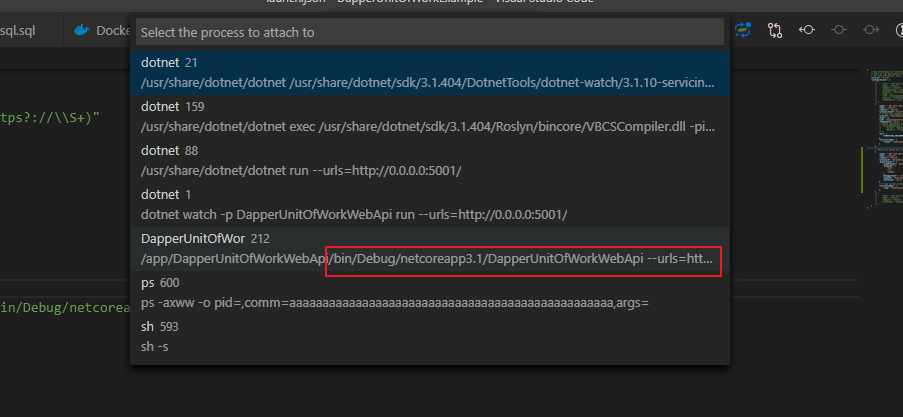 DapperUnitOfWorkExample - Visual Studio Code
sql.sql
Docke
Select the process to attach to
dotnet 21
/usr/share/dotnet/dotnet /usr/share/dotnet/sdk/3.1.404/DotnetTools/dotnet-watch/3.1.10-servicin...
tps?://\\S+)"
dotnet 159
/usr/share/dotnet/dotnet exec /usr/share/dotnet/sdk/3.1.404/Roslyn/bincore/VBCSCompiler.dll -pi...
dotnet 88
/usr/share/dotnet/dotnet run --urls=http://0.0.0.0:5001/
dotnet 1
dotnet watch -p DapperUnitOfWorkWebApi run --urls=http://0.0.0.0:5001/
DapperUnitOfWor 212
/app/DapperUnitOfWorkWebApi/bin/Debug/netcoreapp3.1/DapperUnitOfWorkWebApi --urls=htt...
ps 600
ps -axww -o pid=,comm=aaaaaaaaaaaaaaaaaaaaaaaaaaaaaaaaaaaaaaaaaaaaaaaaaa,args=
in/Debug/netcorea
sh 593
sh -s